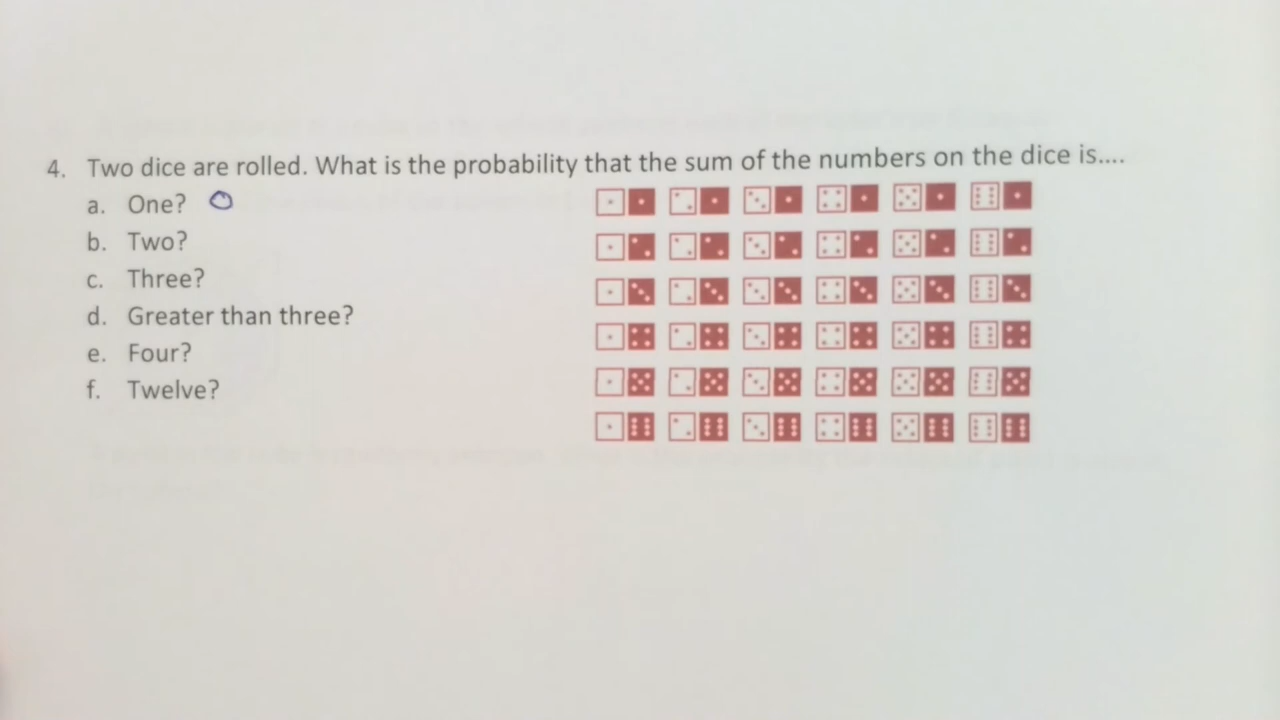 4. Two dice are rolled. What is the probability that the sum of the numbers on the dice is....
a. One? 0
b. Two?
c. Three?
d. Greater than three?
e. Four?
f. Twelve?